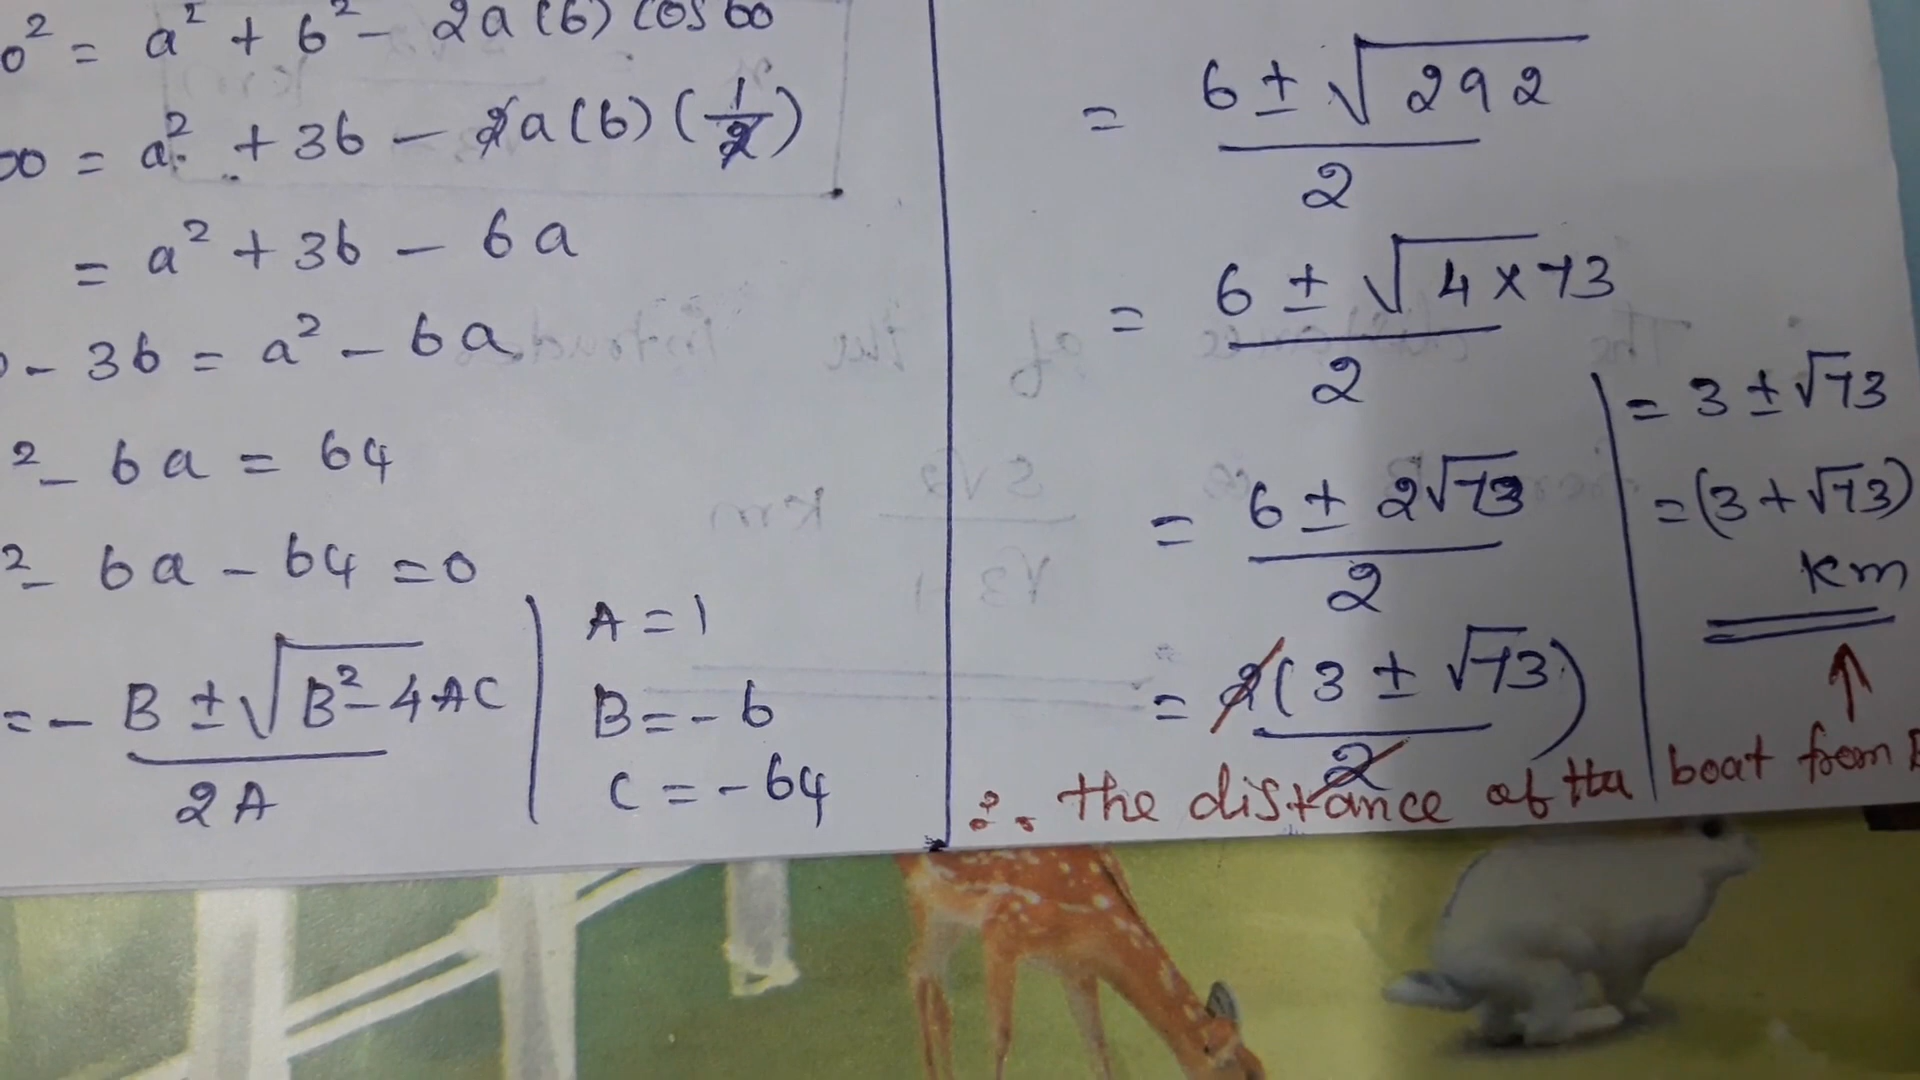 0² = a² + 6² - 2a(6) cos 60
00 = a² + 36 - 2a(6)(1/2)
= a² + 36 - 6a
- 36 = a² - 6a
² - 6a = 64
² - 6a - 64 = 0
= - B ± √B² - 4AC
2A
A = 1
B = - 6
C = - 64
= 6 ± √292
2
= 6 ± √4 × 73
2
= 6 ± 2√73
2
= 2(3 ± √73)
2
= 3 ± √73
= (3 + √73)
km
∴ the distance of the boat from